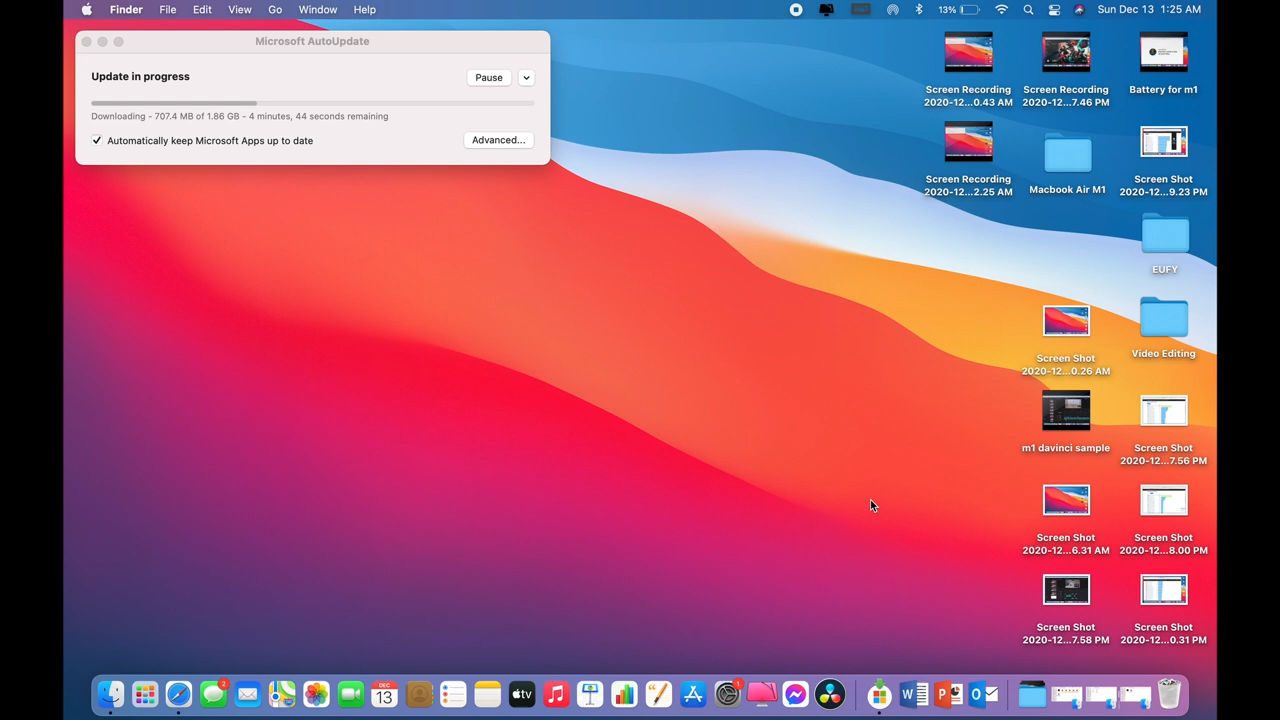 Finder File Edit View Go Window Help 13% Sun Dec 13 1:25 AM
Microsoft AutoUpdate
Update in progress
Pause
Downloading - 707.4 MB of 1.86 GB - 4 minutes, 44 seconds remaining
Automatically keep Microsoft Apps up to date
Advanced...
Screen Recording
2020-12...0.43 AM
Screen Recording
2020-12...7.46 PM
Battery for m1
Screen Recording
2020-12...2.25 AM
Macbook Air M1
Screen Shot
2020-12...9.23 PM
EUFY
Screen Shot
2020-12...0.26 AM
Video Editing
m1 davinci sample
Screen Shot
2020-12...7.56 PM
Screen Shot
2020-12...6.31 AM
Screen Shot
2020-12...8.00 PM
Screen Shot
2020-12...7.58 PM
Screen Shot
2020-12...0.31 PM
2
DEC
13
tv
1
W
P
O